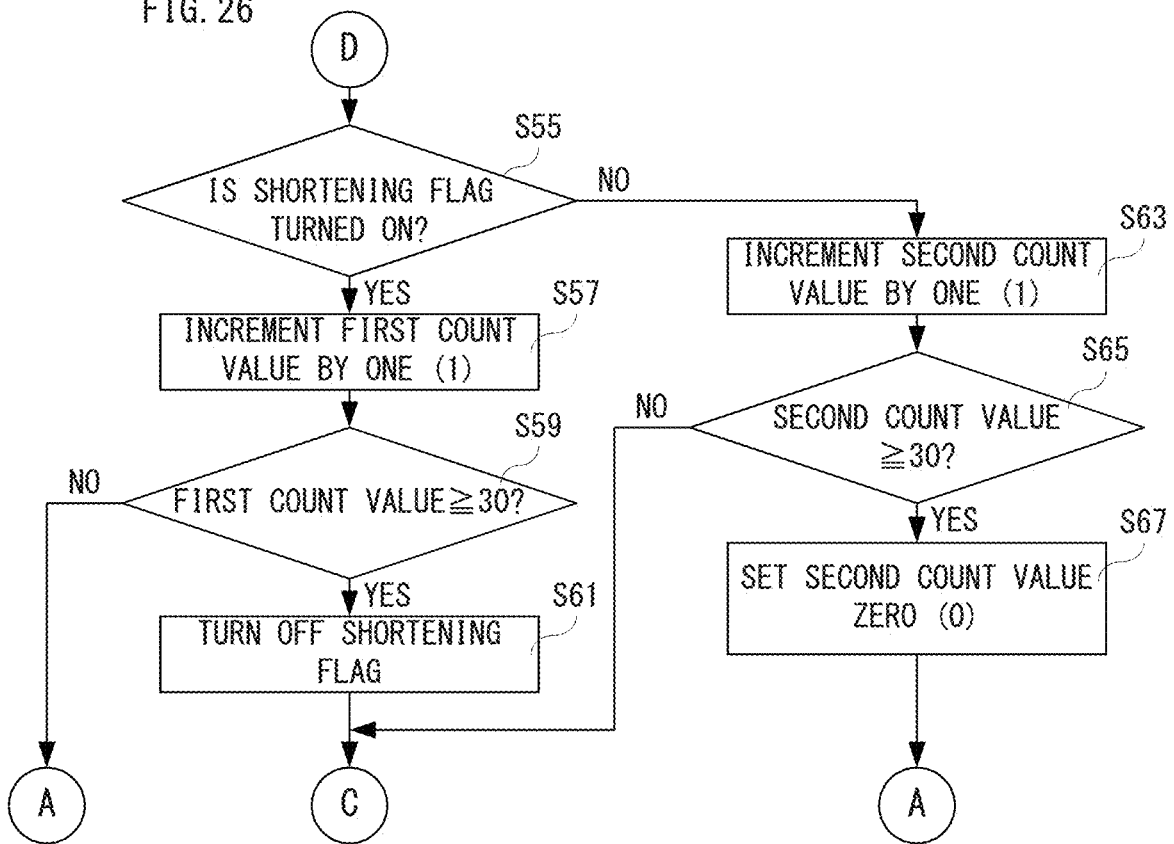 FIG. 26
D
S55
IS SHORTENING FLAG
TURNED ON?
NO
YES
S57
INCREMENT FIRST COUNT
VALUE BY ONE (1)
S59
FIRST COUNT VALUE≧30?
NO
YES
S61
TURN OFF SHORTENING
FLAG
S63
INCREMENT SECOND COUNT
VALUE BY ONE (1)
S65
SECOND COUNT VALUE
≧30?
NO
YES
S67
SET SECOND COUNT VALUE
ZERO (0)
A
C
A